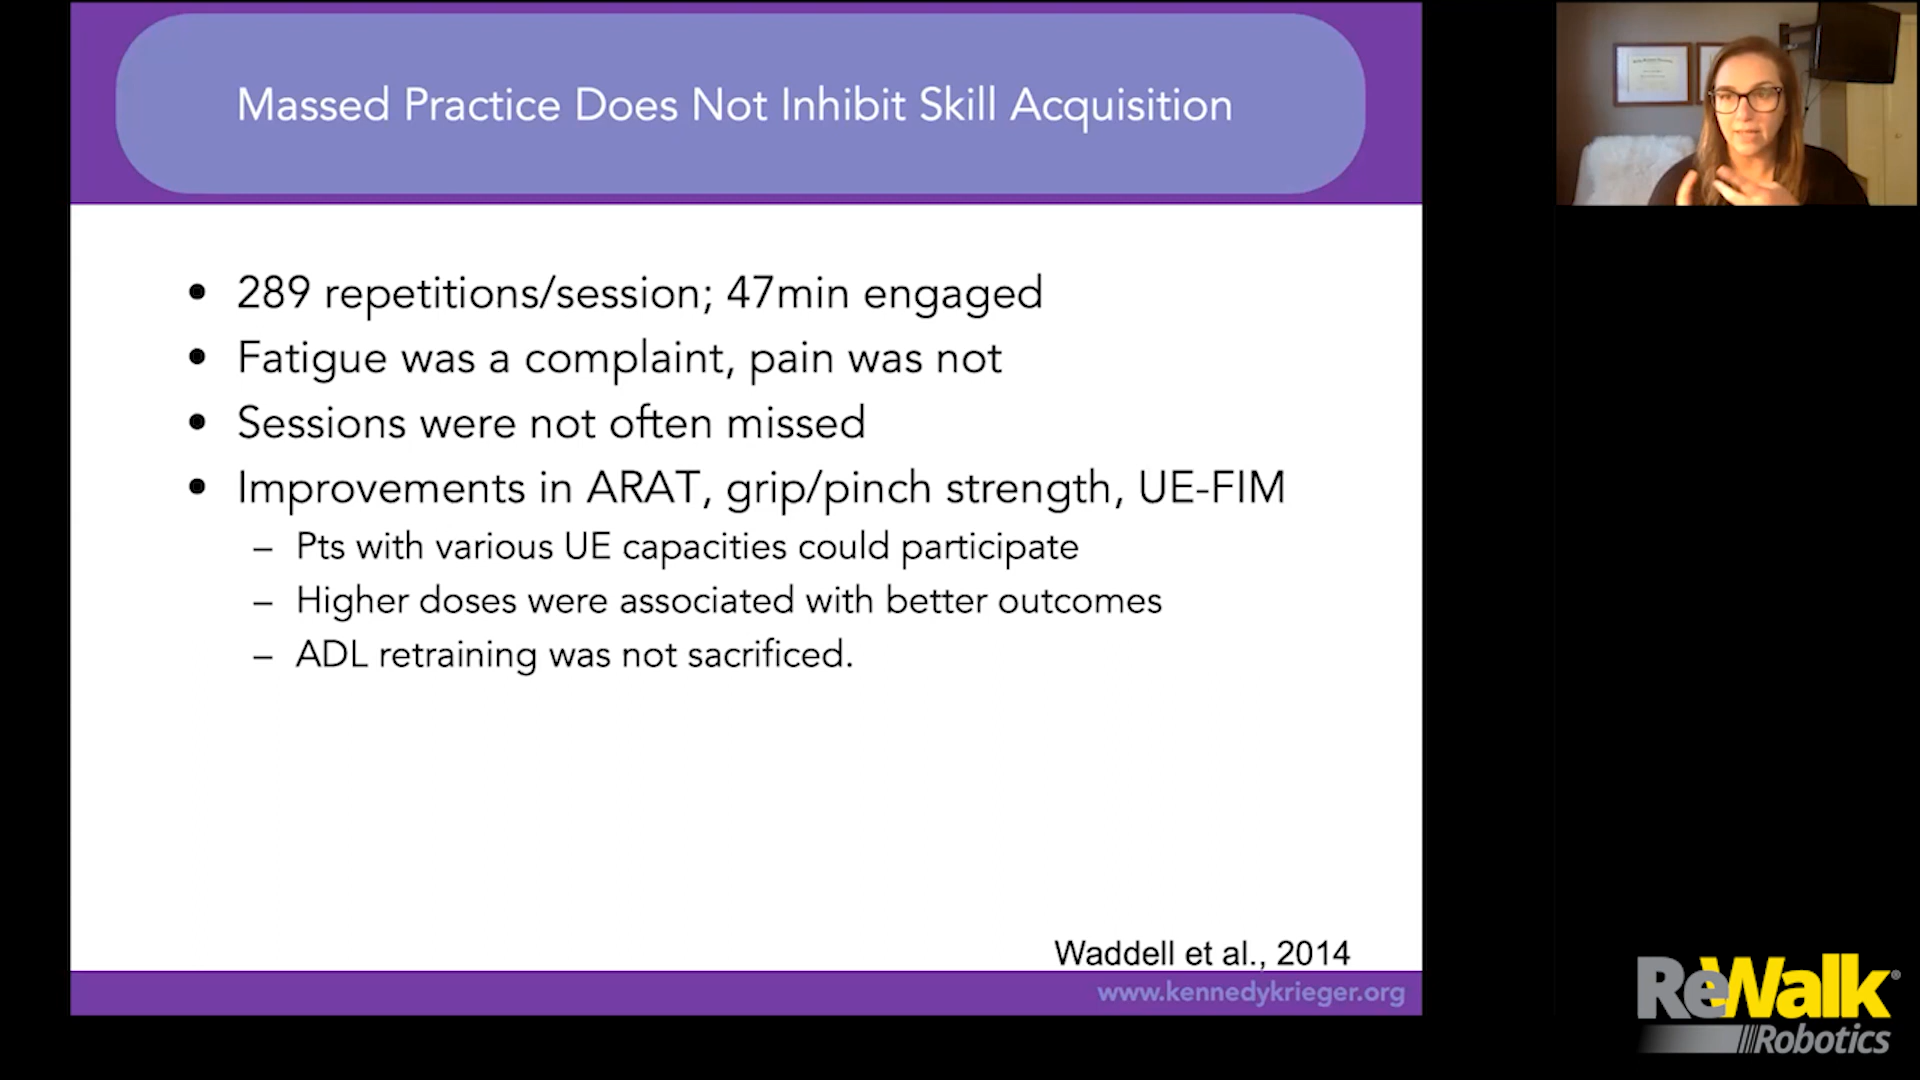 Massed Practice Does Not Inhibit Skill Acquisition
• 289 repetitions/session; 47min engaged
• Fatigue was a complaint, pain was not
• Sessions were not often missed
• Improvements in ARAT, grip/pinch strength, UE-FIM
– Pts with various UE capacities could participate
– Higher doses were associated with better outcomes
– ADL retraining was not sacrificed.
Waddell et al., 2014
www.kennedykrieger.org
ReWalk®
Robotics